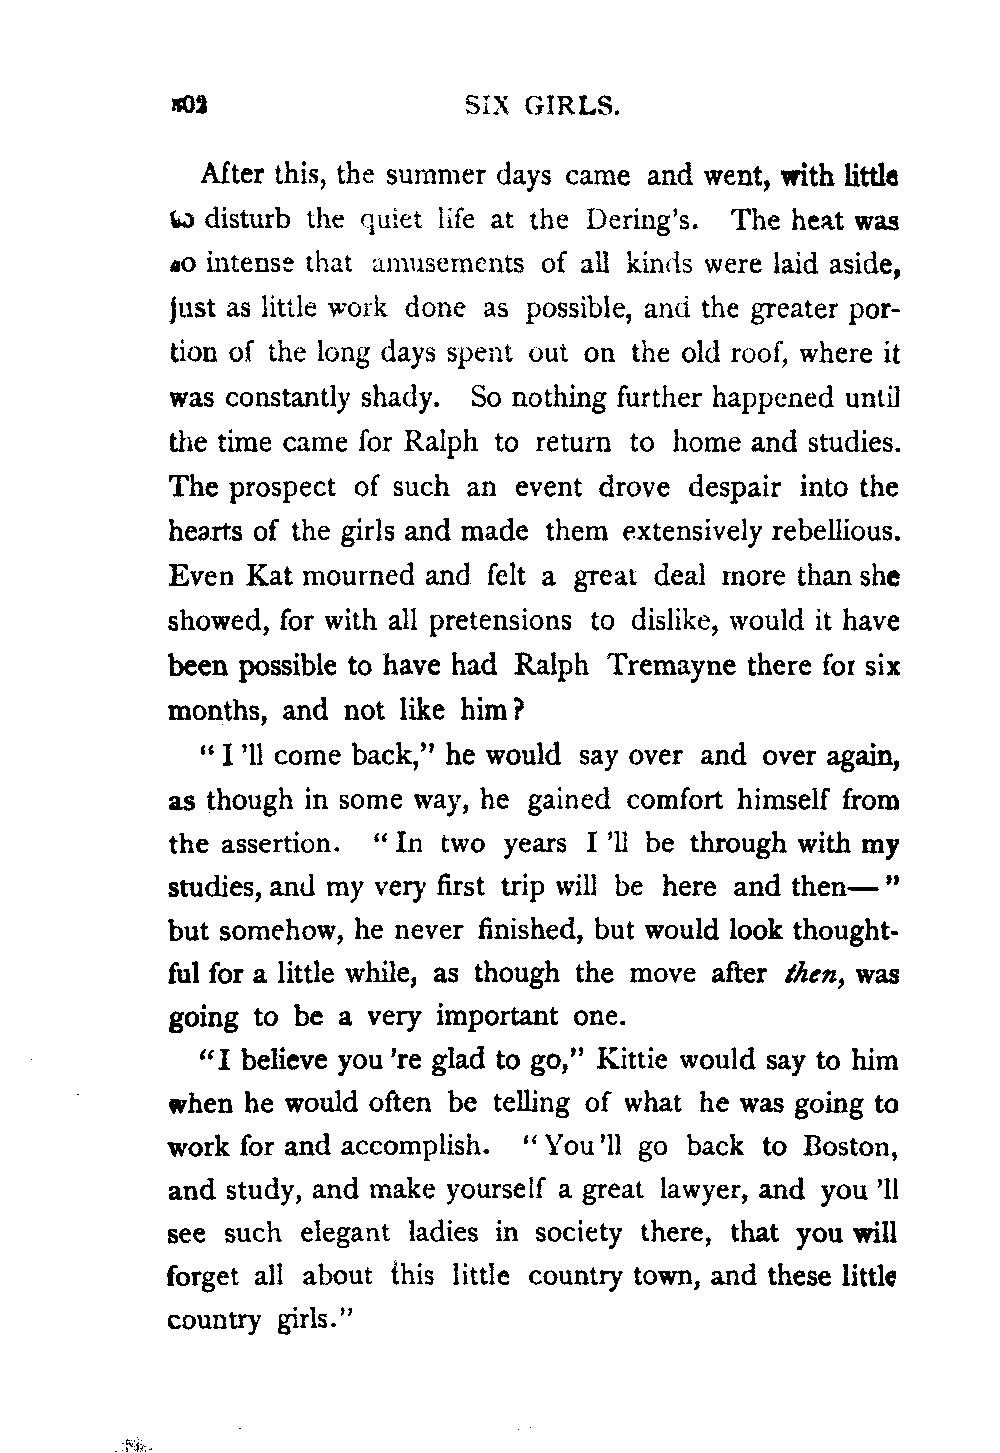 SIX GIRLS.
After this, the summer days came and went, with little
to disturb the quiet life at the Dering's. The heat was
so intense that amusements of all kinds were laid aside,
just as little work done as possible, and the greater por-
tion of the long days spent out on the old roof, where it
was constantly shady. So nothing further happened until
the time came for Ralph to return to home and studies.
The prospect of such an event drove despair into the
hearts of the girls and made them extensively rebellious.
Even Kat mourned and felt a great deal more than she
showed, for with all pretensions to dislike, would it have
been possible to have had Ralph Tremayne there for six
months, and not like him?
"I'll come back," he would say over and over again,
as though in some way, he gained comfort himself from
the assertion. "In two years I'll be through with my
studies, and my very first trip will be here and then—"
but somehow, he never finished, but would look thought-
ful for a little while, as though the move after then, was
going to be a very important one.
"I believe you're glad to go," Kittie would say to him
when he would often be telling of what he was going to
work for and accomplish. "You'll go back to Boston,
and study, and make yourself a great lawyer, and you'll
see such elegant ladies in society there, that you will
forget all about this little country town, and these little
country girls."